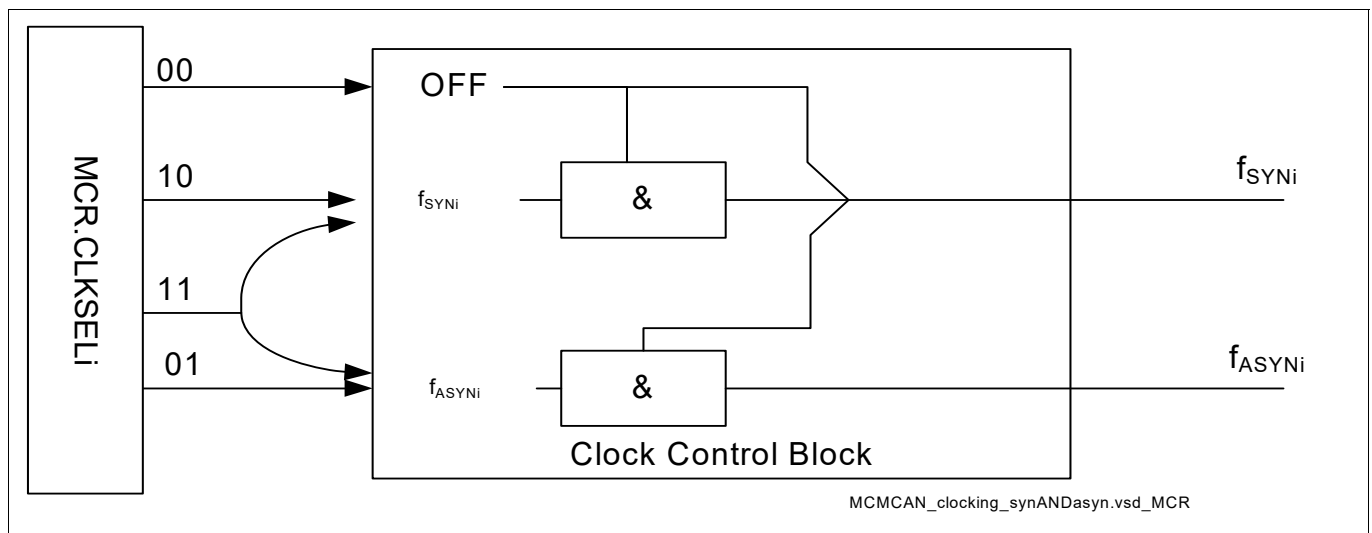 MCR.CLKSELi
00
OFF
10
fSYNi
&
fSYNi
11
01
fASYNi
&
fASYNi
Clock Control Block
MCMCAN_clocking_synANDasyn.vsd_MCR